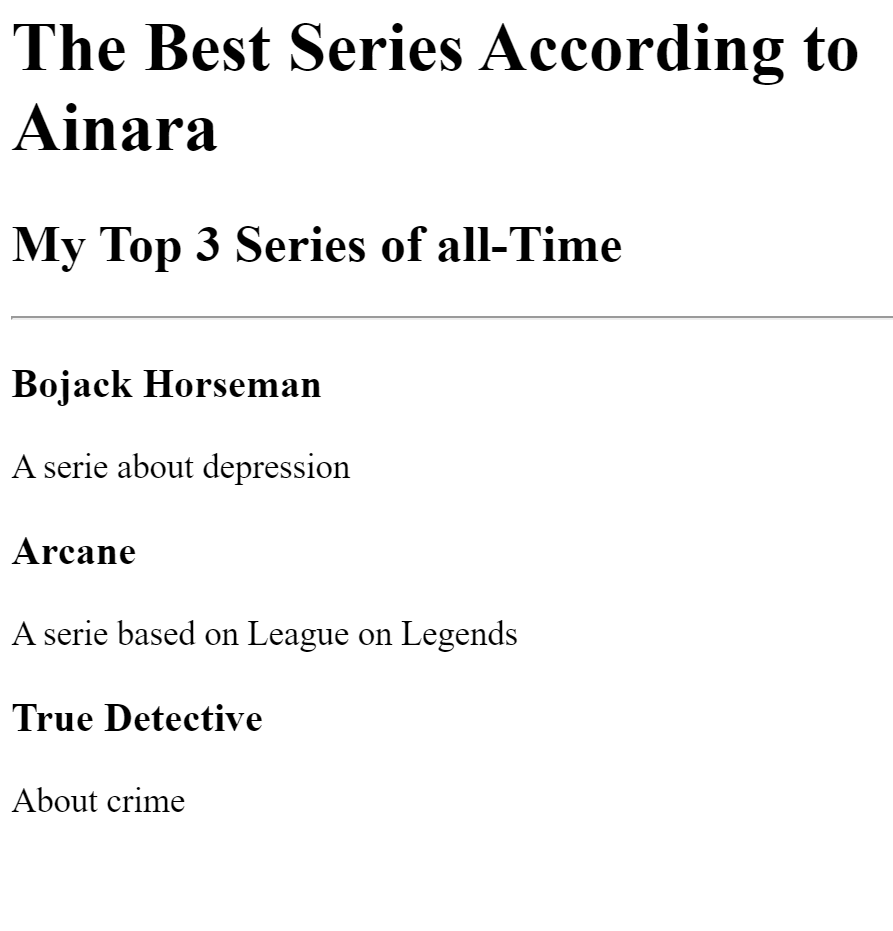 The Best Series According to
Ainara
My Top 3 Series of all-Time
Bojack Horseman
A serie about depression
Arcane
A serie based on League on Legends
True Detective
About crime